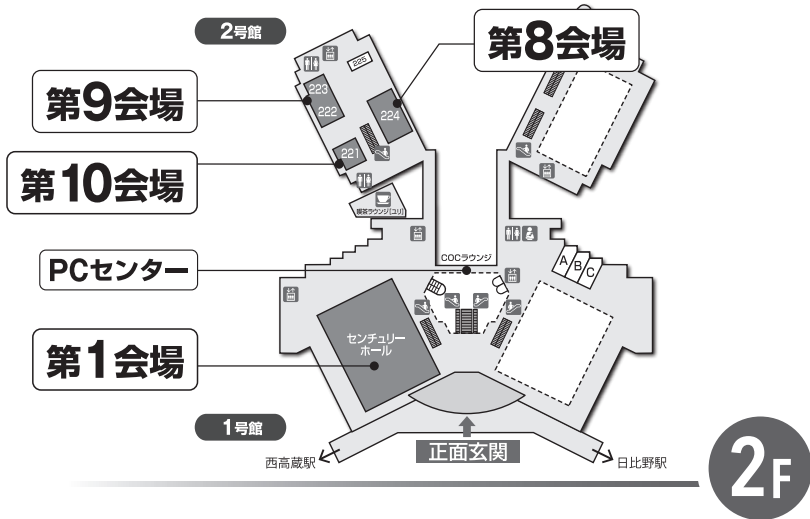 2号館
第8会場
225
223
第9会場
222
224
221
第10会場
喫茶ラウンジ[ユリ]
COCラウンジ
PCセンター
A
B
C
センチュリー
ホール
第1会場
1号館
正面玄関
西高蔵駅
日比野駅
2F